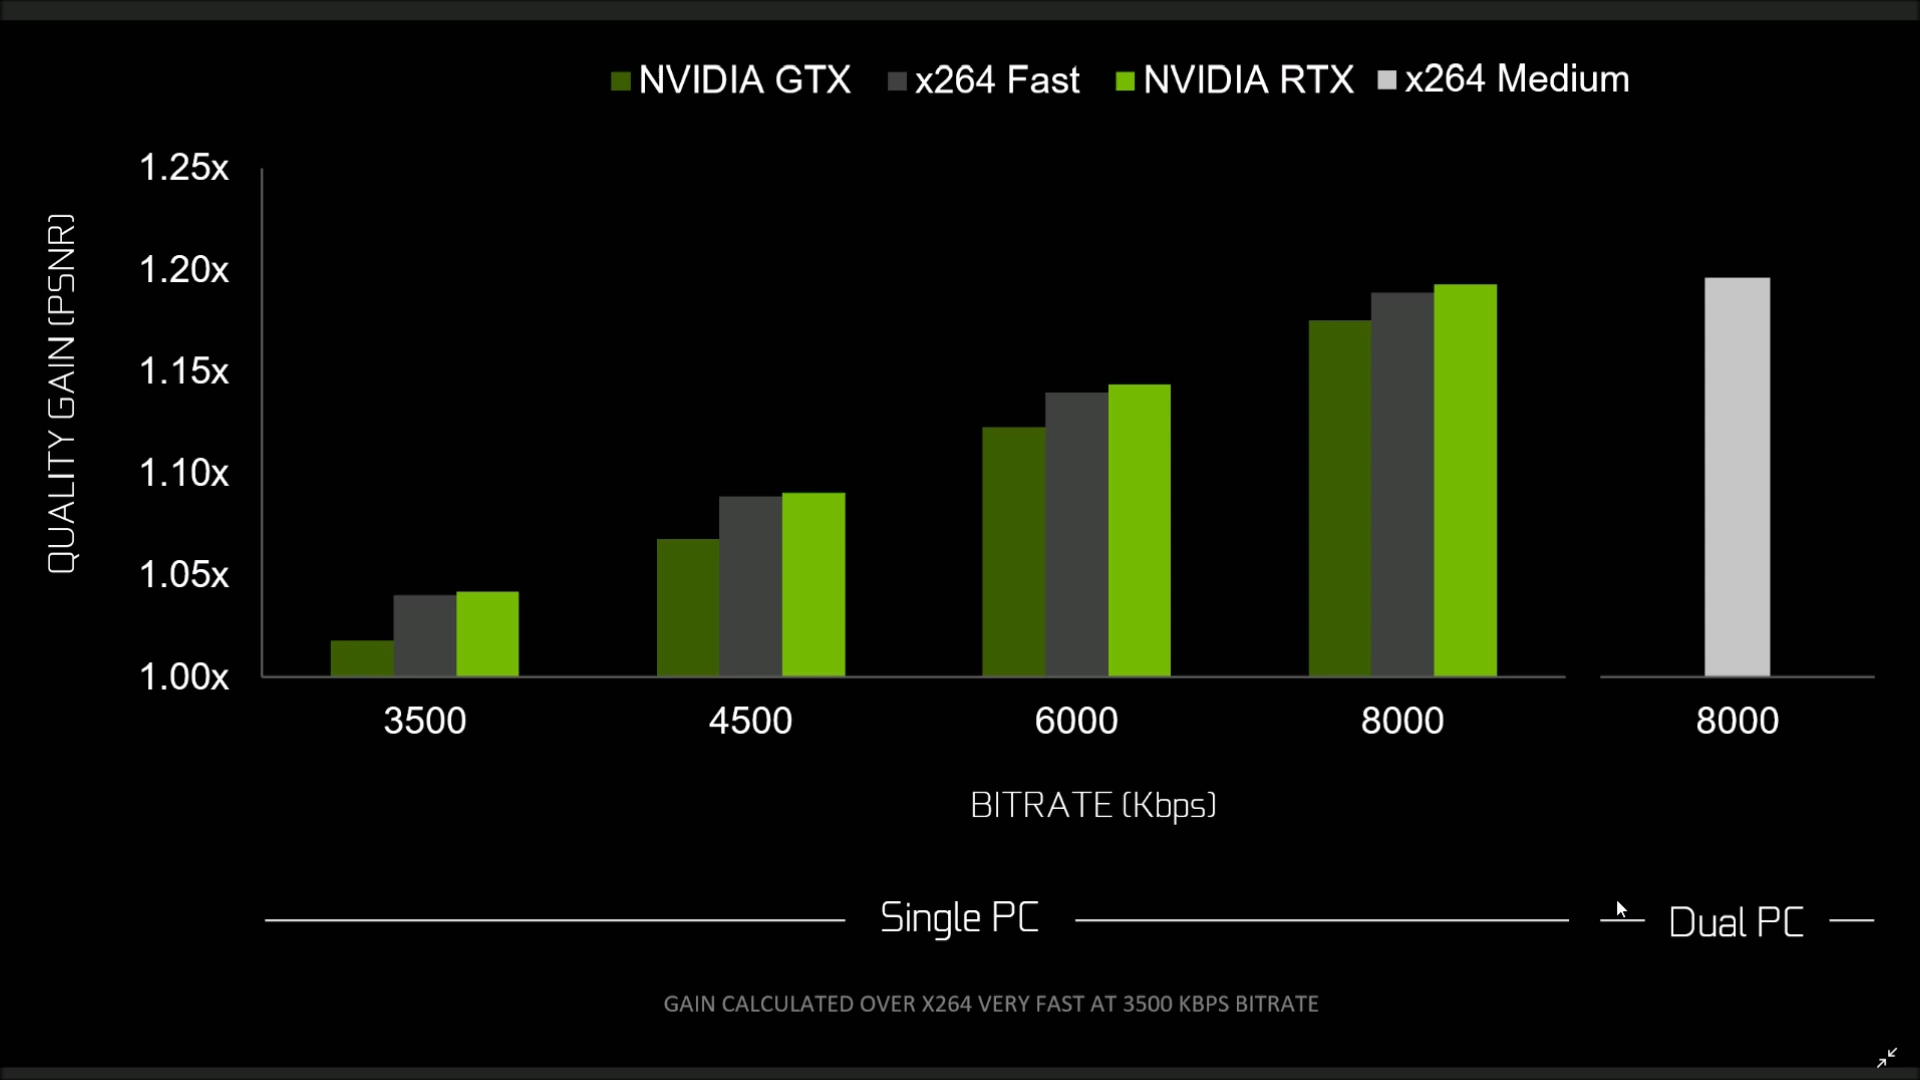 NVIDIA GTX x264 Fast NVIDIA RTX x264 Medium
QUALITY GAIN (PSNR)
1.25x
1.20x
1.15x
1.10x
1.05x
1.00x
3500 4500 6000 8000 8000
BITRATE (Kbps)
Single PC Dual PC
GAIN CALCULATED OVER X264 VERY FAST AT 3500 KBPS BITRATE